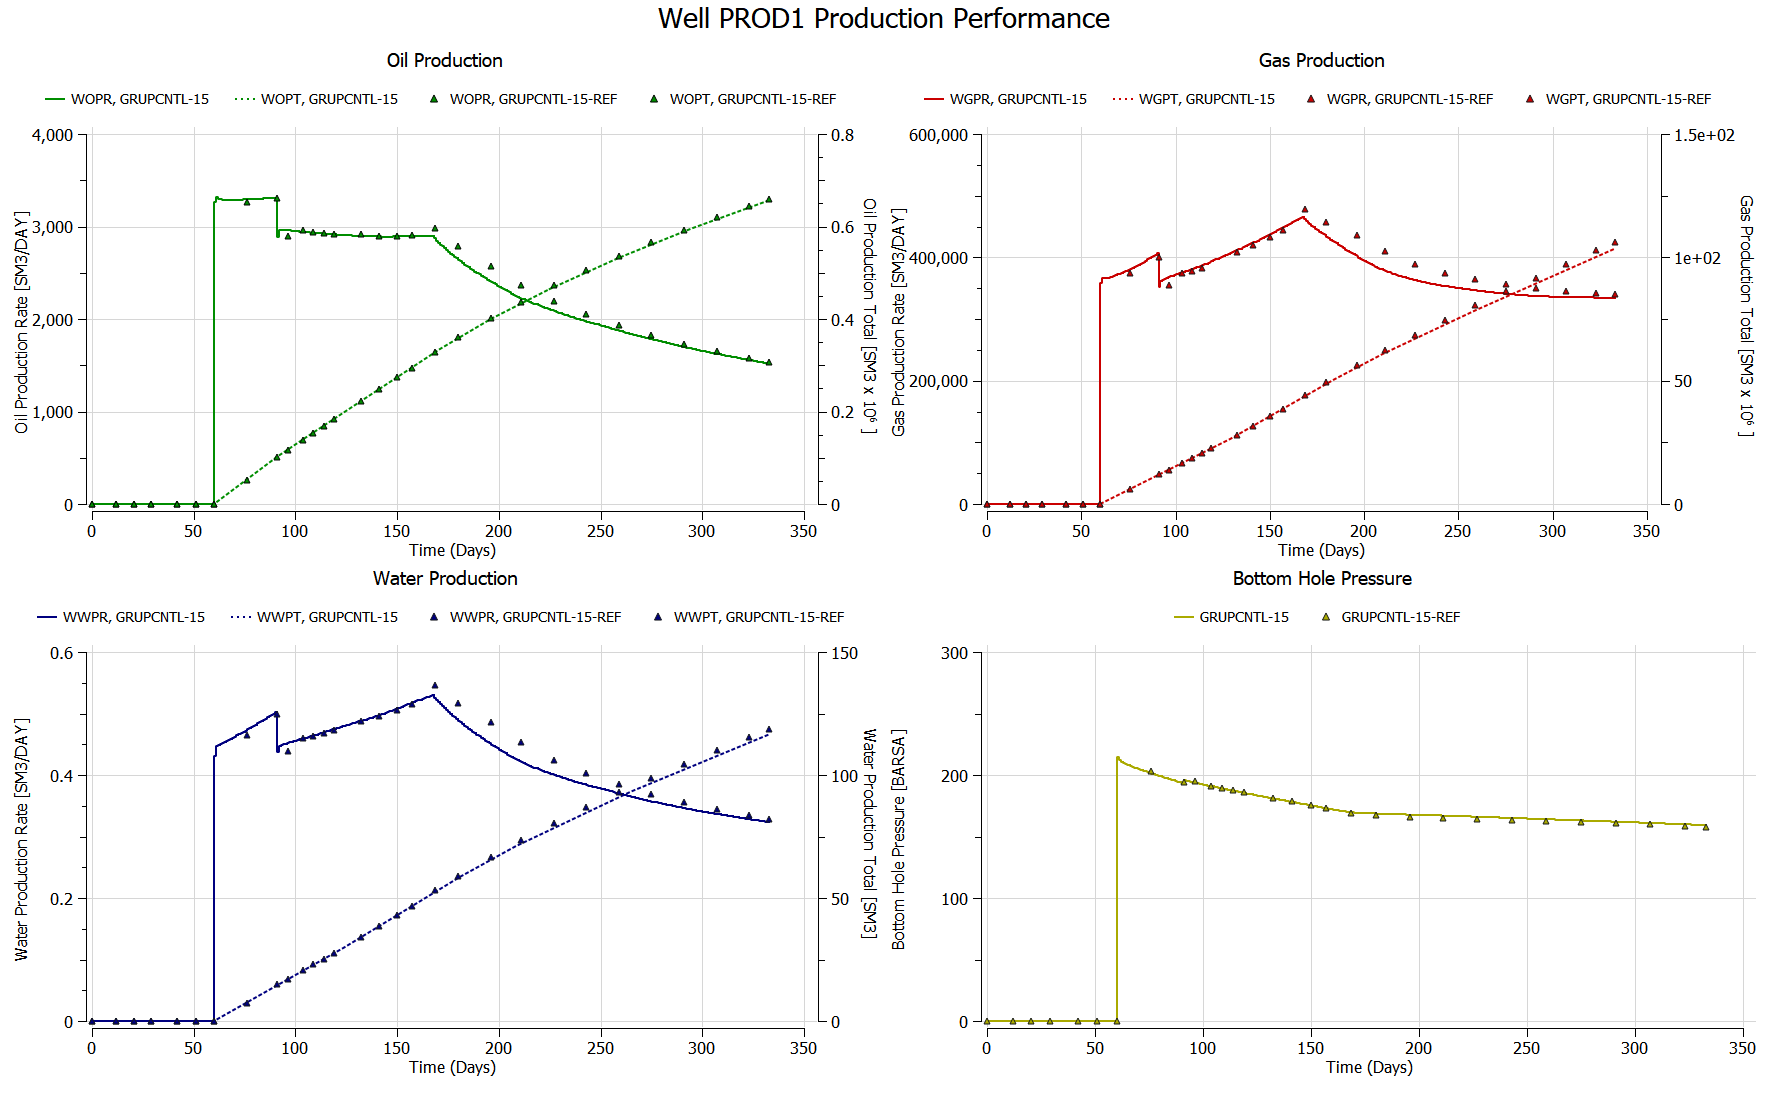 Well PROD1 Production Performance
Oil Production
WOPR, GRUPCNTL-15 WOPT, GRUPCNTL-15 WOPR, GRUPCNTL-15-REF WOPT, GRUPCNTL-15-REF
4,000
3,000
2,000
1,000
0
Oil Production Rate [SM3/DAY]
0.8
0.6
0.4
0.2
0
Oil Production Total [SM3 x 10⁶ ]
0 50 100 150 200 250 300 350
Time (Days)
Gas Production
WGPR, GRUPCNTL-15 WGPT, GRUPCNTL-15 WGPR, GRUPCNTL-15-REF WGPT, GRUPCNTL-15-REF
600,000
400,000
200,000
0
Gas Production Rate [SM3/DAY]
1.5e+02
1e+02
50
0
Gas Production Total [SM3 x 10⁶ ]
0 50 100 150 200 250 300 350
Time (Days)
Water Production
WWPR, GRUPCNTL-15 WWPT, GRUPCNTL-15 WWPR, GRUPCNTL-15-REF WWPT, GRUPCNTL-15-REF
0.6
0.4
0.2
0
Water Production Rate [SM3/DAY]
150
100
50
0
Water Production Total [SM3]
0 50 100 150 200 250 300 350
Time (Days)
Bottom Hole Pressure
GRUPCNTL-15 GRUPCNTL-15-REF
300
200
100
0
Bottom Hole Pressure [BARSA]
0 50 100 150 200 250 300 350
Time (Days)